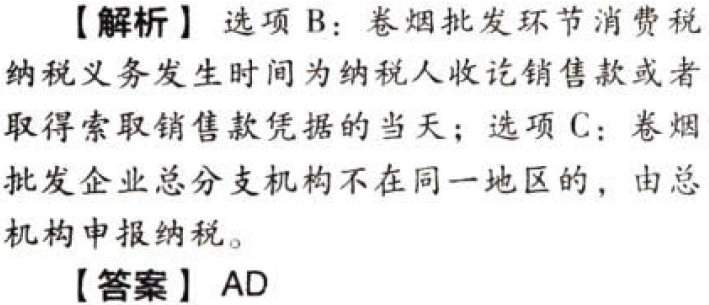 【解析】 选项 B：卷烟批发环节消费税
纳税义务发生时间为纳税人收讫销售款或者
取得索取销售款凭据的当天；选项 C：卷烟
批发企业总分支机构不在同一地区的，由总
机构申报纳税。
【答案】 AD